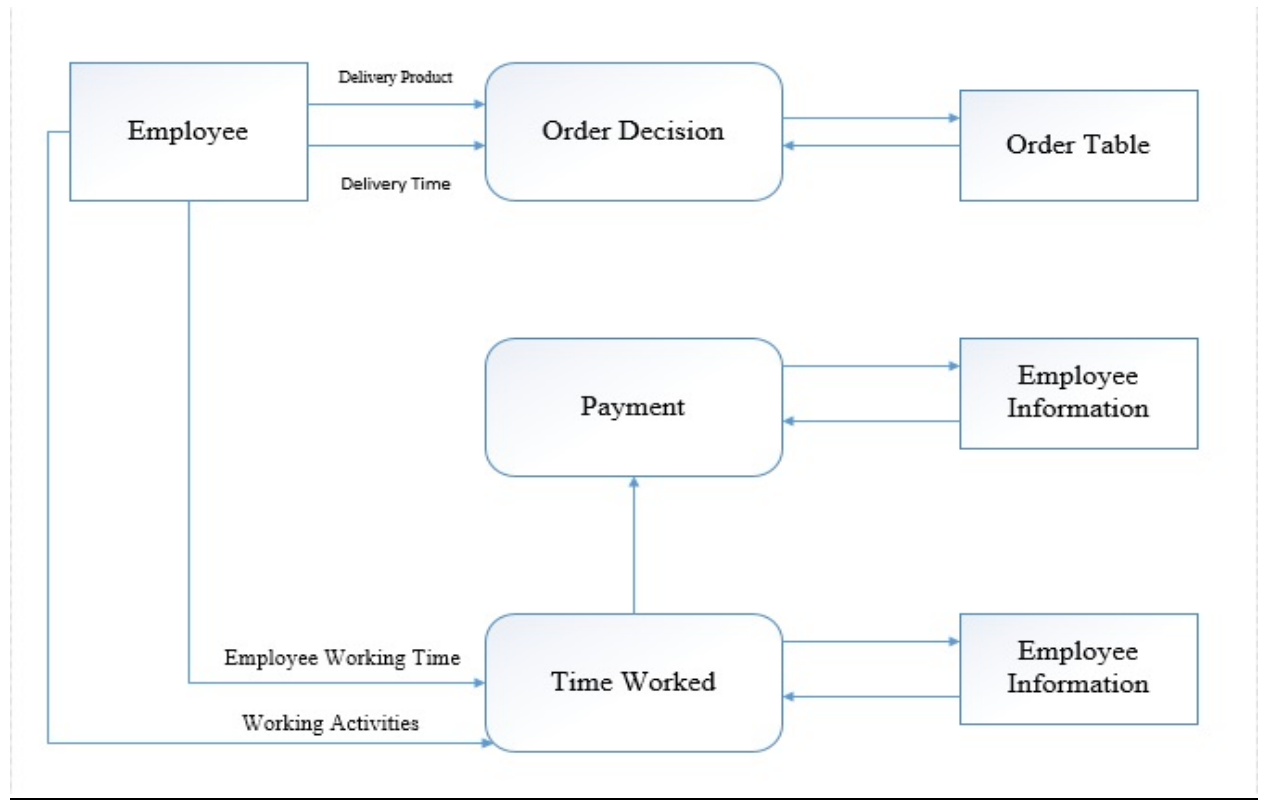 Delivery Product
Employee
Order Decision
Order Table
Delivery Time
Payment
Employee
Information
Employee Working Time
Time Worked
Employee
Information
Working Activities